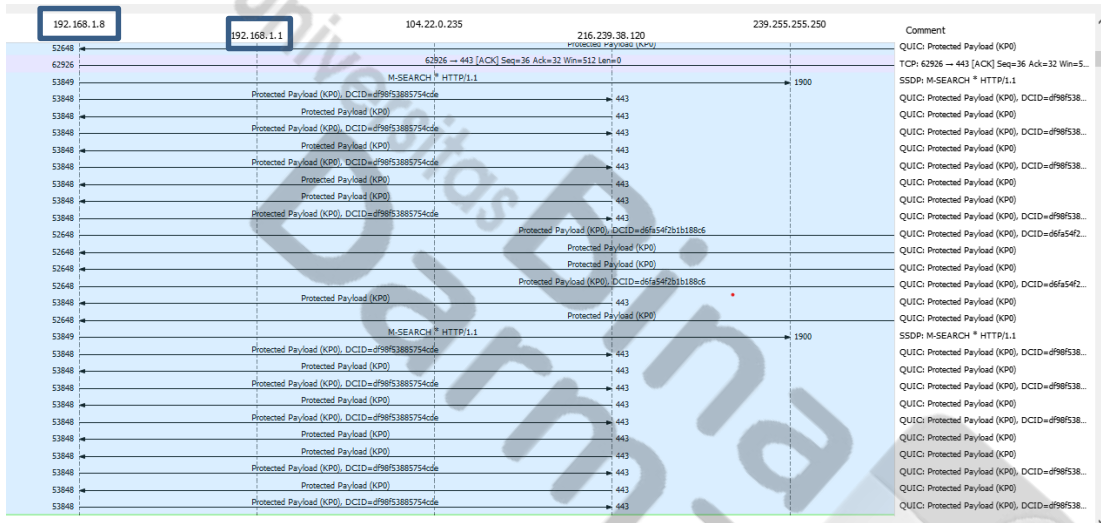 192.168.1.8 104.22.0.235 239.255.255.250
192.168.1.1 216.239.38.120 Comment
52648 Protected Payload (KP0) QUIC: Protected Payload (KP0)
62926 62926 → 443 [ACK] Seq=36 Ack=32 Win=512 Len=0 TCP: 62926 → 443 [ACK] Seq=36 Ack=32 Win=5...
53849 M-SEARCH * HTTP/1.1 1900 SSDP: M-SEARCH * HTTP/1.1
53848 Protected Payload (KP0), DCID=df98f53885754cde 443 QUIC: Protected Payload (KP0), DCID=df98f538...
53848 Protected Payload (KP0) 443 QUIC: Protected Payload (KP0)
53848 Protected Payload (KP0), DCID=df98f53885754cde 443 QUIC: Protected Payload (KP0), DCID=df98f538...
53848 Protected Payload (KP0) 443 QUIC: Protected Payload (KP0)
53848 Protected Payload (KP0), DCID=df98f53885754cde 443 QUIC: Protected Payload (KP0), DCID=df98f538...
53848 Protected Payload (KP0) 443 QUIC: Protected Payload (KP0)
53848 Protected Payload (KP0) 443 QUIC: Protected Payload (KP0)
53848 Protected Payload (KP0), DCID=df98f53885754cde 443 QUIC: Protected Payload (KP0), DCID=df98f538...
52648 Protected Payload (KP0), DCID=d6fa54f2b1b188c6 QUIC: Protected Payload (KP0), DCID=d6fa54f2...
52648 Protected Payload (KP0) QUIC: Protected Payload (KP0)
52648 Protected Payload (KP0) QUIC: Protected Payload (KP0)
52648 Protected Payload (KP0), DCID=d6fa54f2b1b188c6 QUIC: Protected Payload (KP0), DCID=d6fa54f2...
53848 Protected Payload (KP0) 443 QUIC: Protected Payload (KP0)
52648 Protected Payload (KP0) QUIC: Protected Payload (KP0)
53849 M-SEARCH * HTTP/1.1 1900 SSDP: M-SEARCH * HTTP/1.1
53848 Protected Payload (KP0), DCID=df98f53885754cde 443 QUIC: Protected Payload (KP0), DCID=df98f538...
53848 Protected Payload (KP0) 443 QUIC: Protected Payload (KP0)
53848 Protected Payload (KP0), DCID=df98f53885754cde 443 QUIC: Protected Payload (KP0), DCID=df98f538...
53848 Protected Payload (KP0) 443 QUIC: Protected Payload (KP0)
53848 Protected Payload (KP0), DCID=df98f53885754cde 443 QUIC: Protected Payload (KP0), DCID=df98f538...
53848 Protected Payload (KP0) 443 QUIC: Protected Payload (KP0)
53848 Protected Payload (KP0) 443 QUIC: Protected Payload (KP0)
53848 Protected Payload (KP0), DCID=df98f53885754cde 443 QUIC: Protected Payload (KP0), DCID=df98f538...
53848 Protected Payload (KP0) 443 QUIC: Protected Payload (KP0)
53848 Protected Payload (KP0), DCID=df98f53885754cde 443 QUIC: Protected Payload (KP0), DCID=df98f538...
Universitas
Bina
Darma